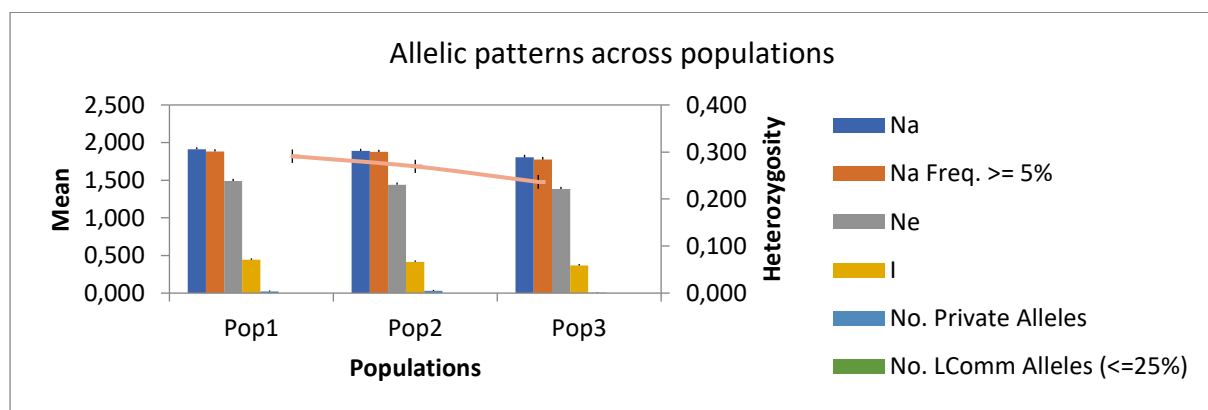 Allelic patterns across populations
2,500
2,000
1,500
1,000
0,500
0,000
Mean
0,400
0,300
0,200
0,100
0,000
Heterozygosity
Pop1
Pop2
Pop3
Populations
Na
Na Freq. >= 5%
Ne
I
No. Private Alleles
No. LComm Alleles (<=25%)